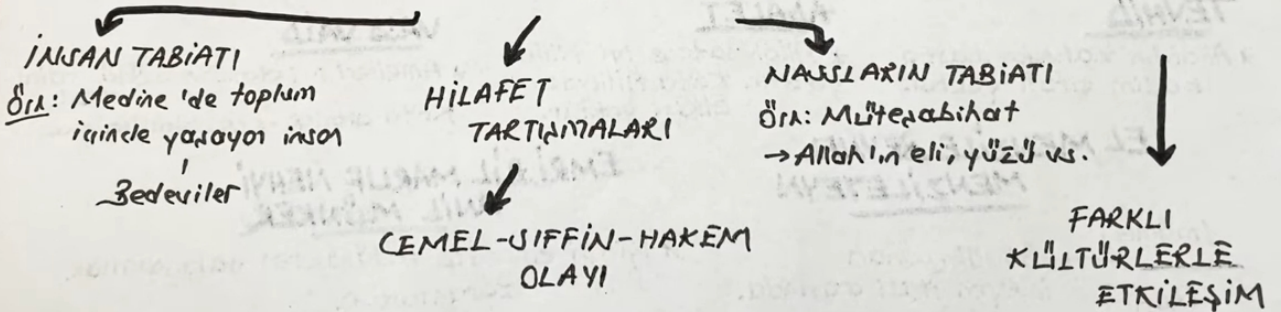 İNSAN TABİATI
Örn: Medine'de toplum
içinde yaşayan insan
Bedeviler
HİLAFET
TARTIŞMALARI
CEMEL-SIFFİN-HAKEM
OLAYI
NASSLARIN TABİATI
Örn: Müteşabihat
→Allah'ın eli, yüzü vs.
FARKLI
KÜLTÜRLERLE
ETKİLEŞİM